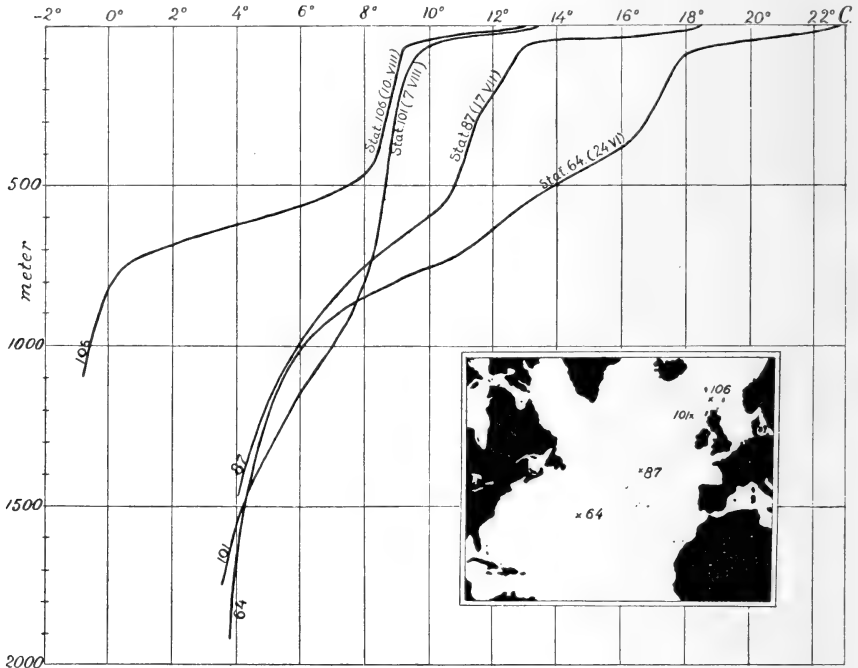 −2° 0° 2° 4° 6° 8° 10° 12° 14° 16° 18° 20° 22° C.
Stat. 106 (10. VIII)
Stat. 101 (7 VIII)
Stat. 87 (17 VII)
Stat. 64. (24 VI)
500
meter
1000
106
106
101x
87
87
x 64
1500
101
64
2000